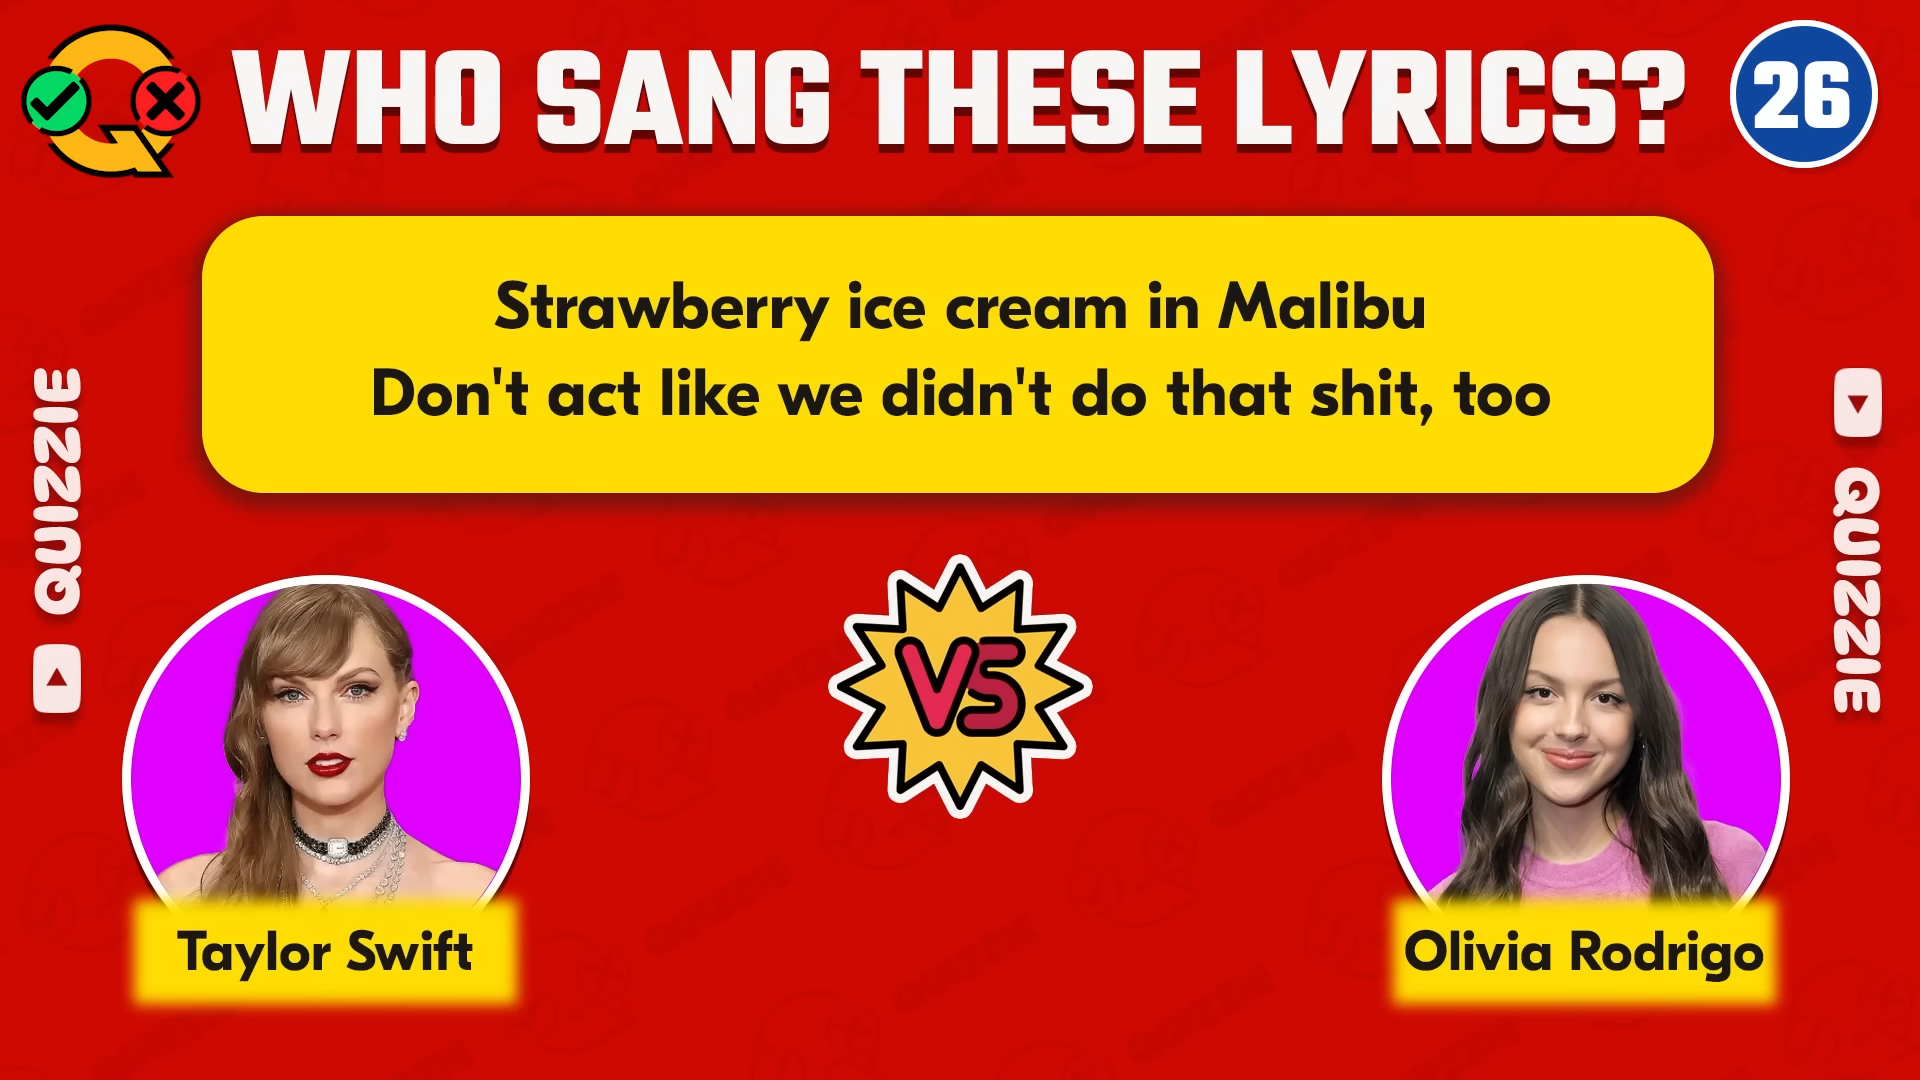 WHO SANG THESE LYRICS?
26
Strawberry ice cream in Malibu
Don't act like we didn't do that shit, too
QUIZZIE
QUIZZIE
VS
Taylor Swift
Olivia Rodrigo